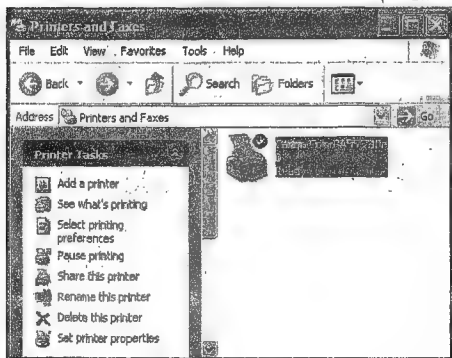 Printers and Faxes
File Edit View Favorites Tools Help
Back Search Folders
Address Printers and Faxes Go
Printer Tasks
Add a printer
See what's printing
Select printing
preferences
Pause printing
Share this printer
Rename this printer
Delete this printer
Set printer properties